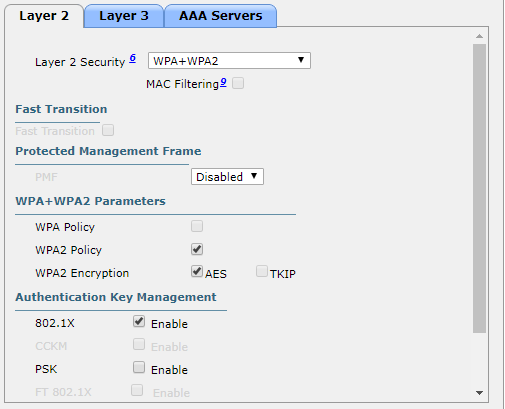 Layer 2 Layer 3 AAA Servers
Layer 2 Security 6 WPA+WPA2
MAC Filtering9
Fast Transition
Fast Transition
Protected Management Frame
PMF Disabled
WPA+WPA2 Parameters
WPA Policy
WPA2 Policy
WPA2 Encryption AES TKIP
Authentication Key Management
802.1X Enable
CCKM Enable
PSK Enable
FT 802.1X Enable